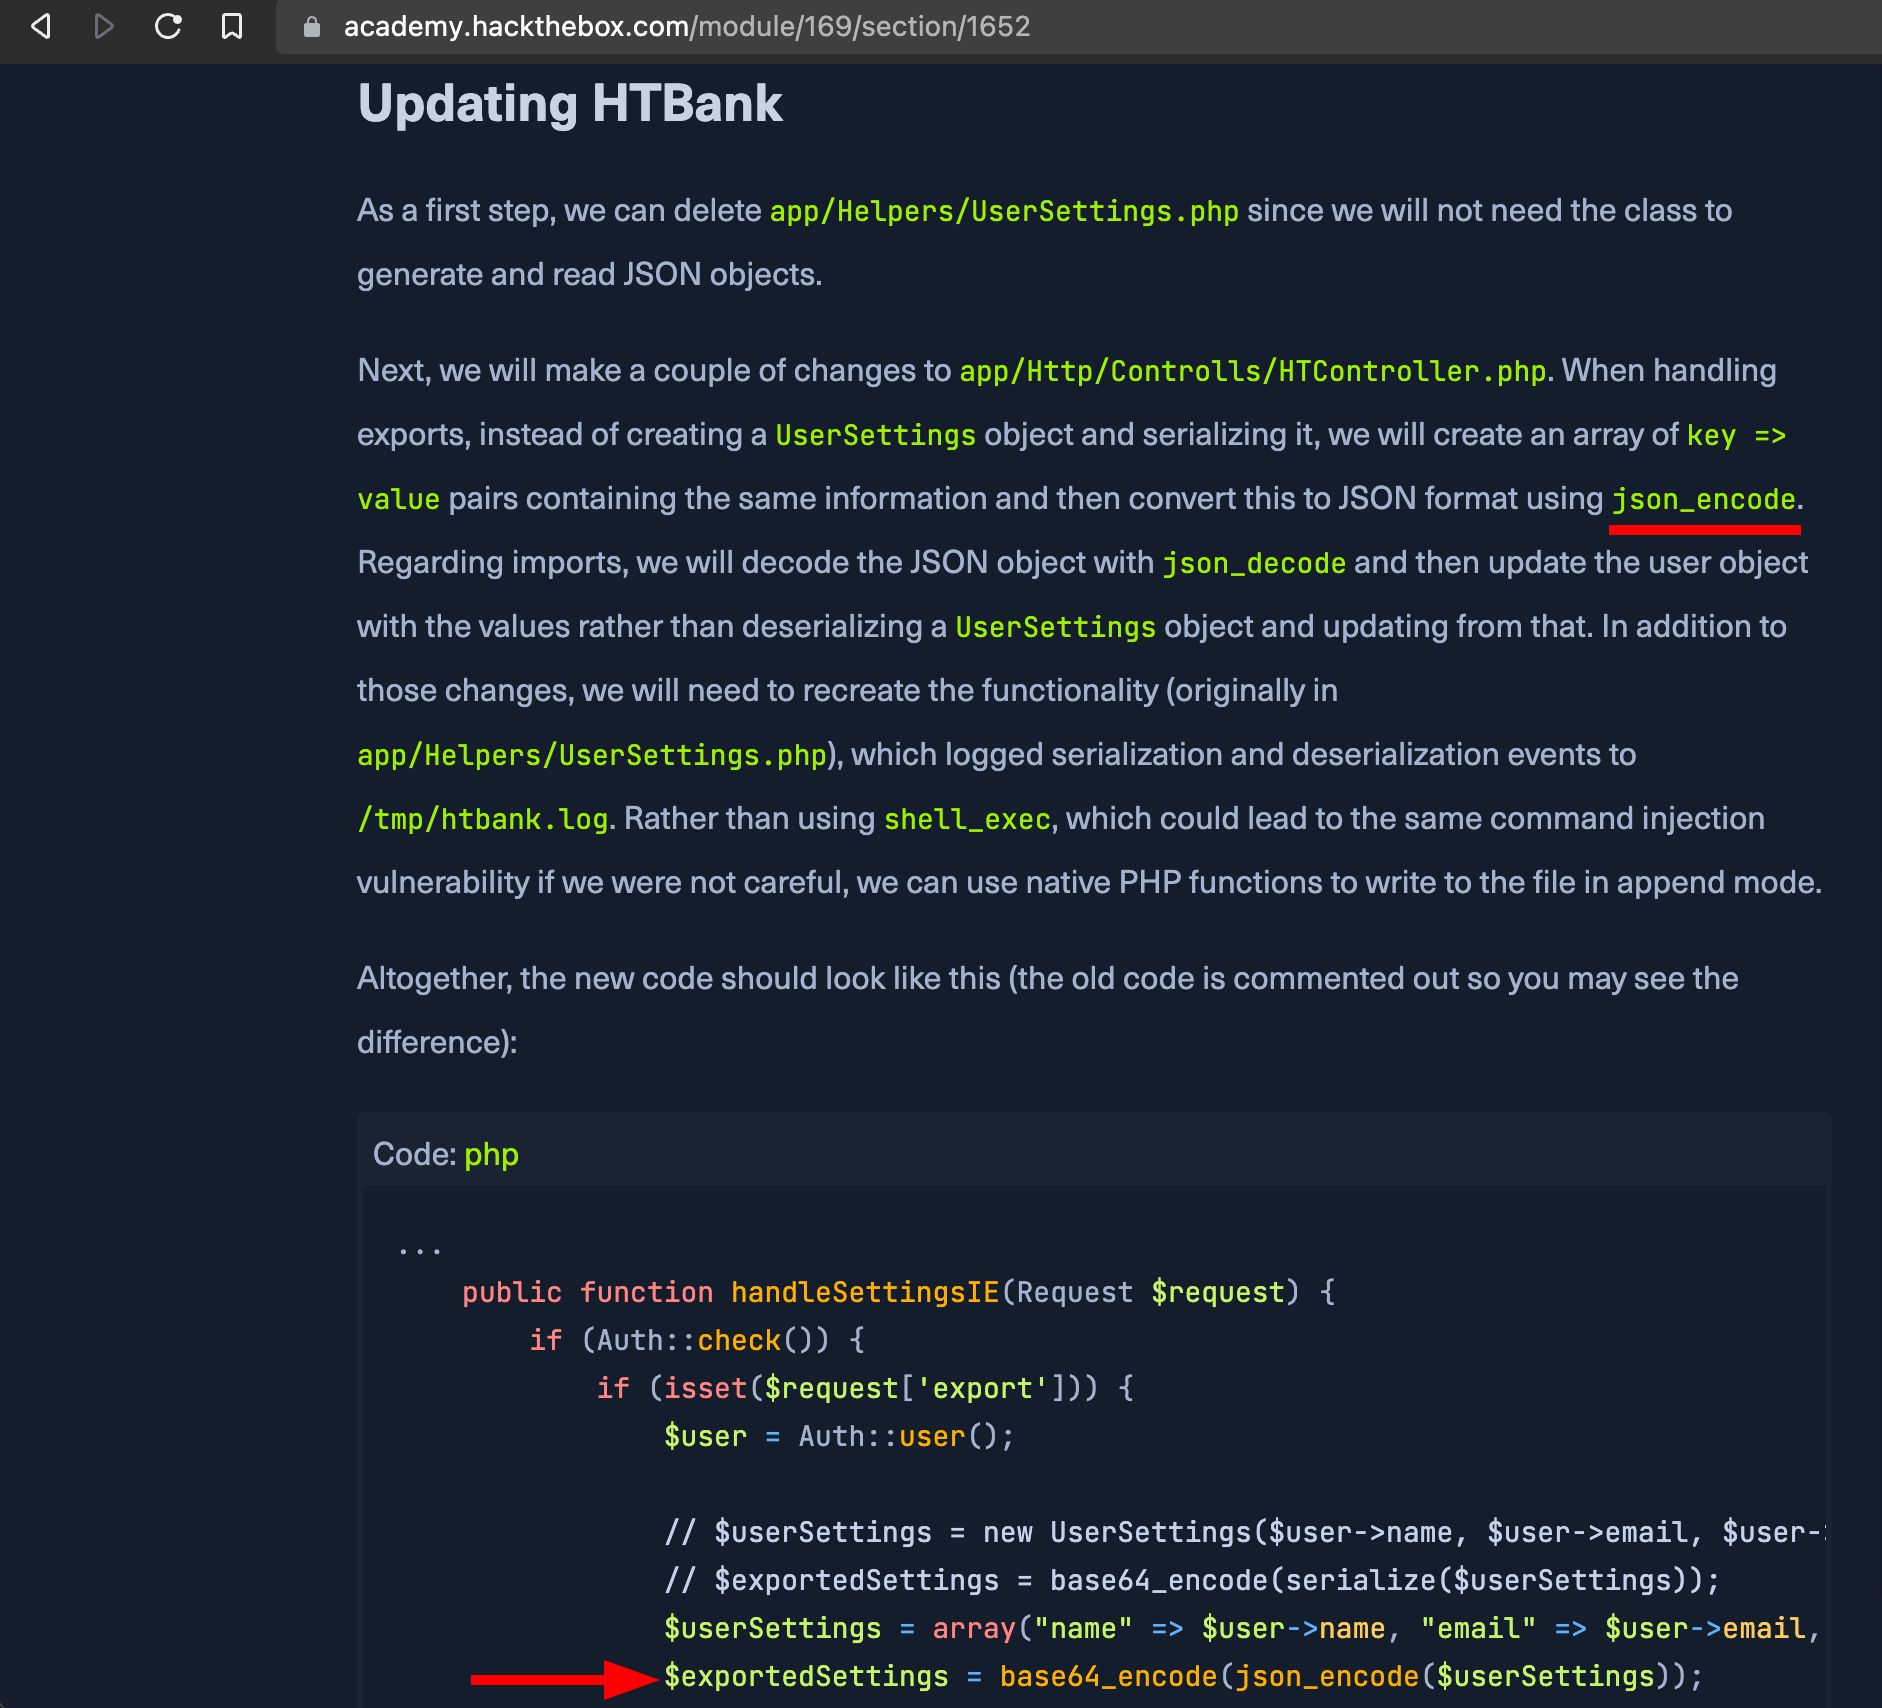 academy.hackthebox.com/module/169/section/1652
Updating HTBank
As a first step, we can delete app/Helpers/UserSettings.php since we will not need the class to
generate and read JSON objects.
Next, we will make a couple of changes to app/Http/Controlls/HTController.php. When handling
exports, instead of creating a UserSettings object and serializing it, we will create an array of key =>
value pairs containing the same information and then convert this to JSON format using json_encode.
Regarding imports, we will decode the JSON object with json_decode and then update the user object
with the values rather than deserializing a UserSettings object and updating from that. In addition to
those changes, we will need to recreate the functionality (originally in
app/Helpers/UserSettings.php), which logged serialization and deserialization events to
/tmp/htbank.log. Rather than using shell_exec, which could lead to the same command injection
vulnerability if we were not careful, we can use native PHP functions to write to the file in append mode.
Altogether, the new code should look like this (the old code is commented out so you may see the
difference):
Code: php
...
public function handleSettingsIE(Request $request) {
if (Auth::check()) {
if (isset($request['export'])) {
$user = Auth::user();
// $userSettings = new UserSettings($user->name, $user->email, $user-
// $exportedSettings = base64_encode(serialize($userSettings));
$userSettings = array("name" => $user->name, "email" => $user->email,
$exportedSettings = base64_encode(json_encode($userSettings));